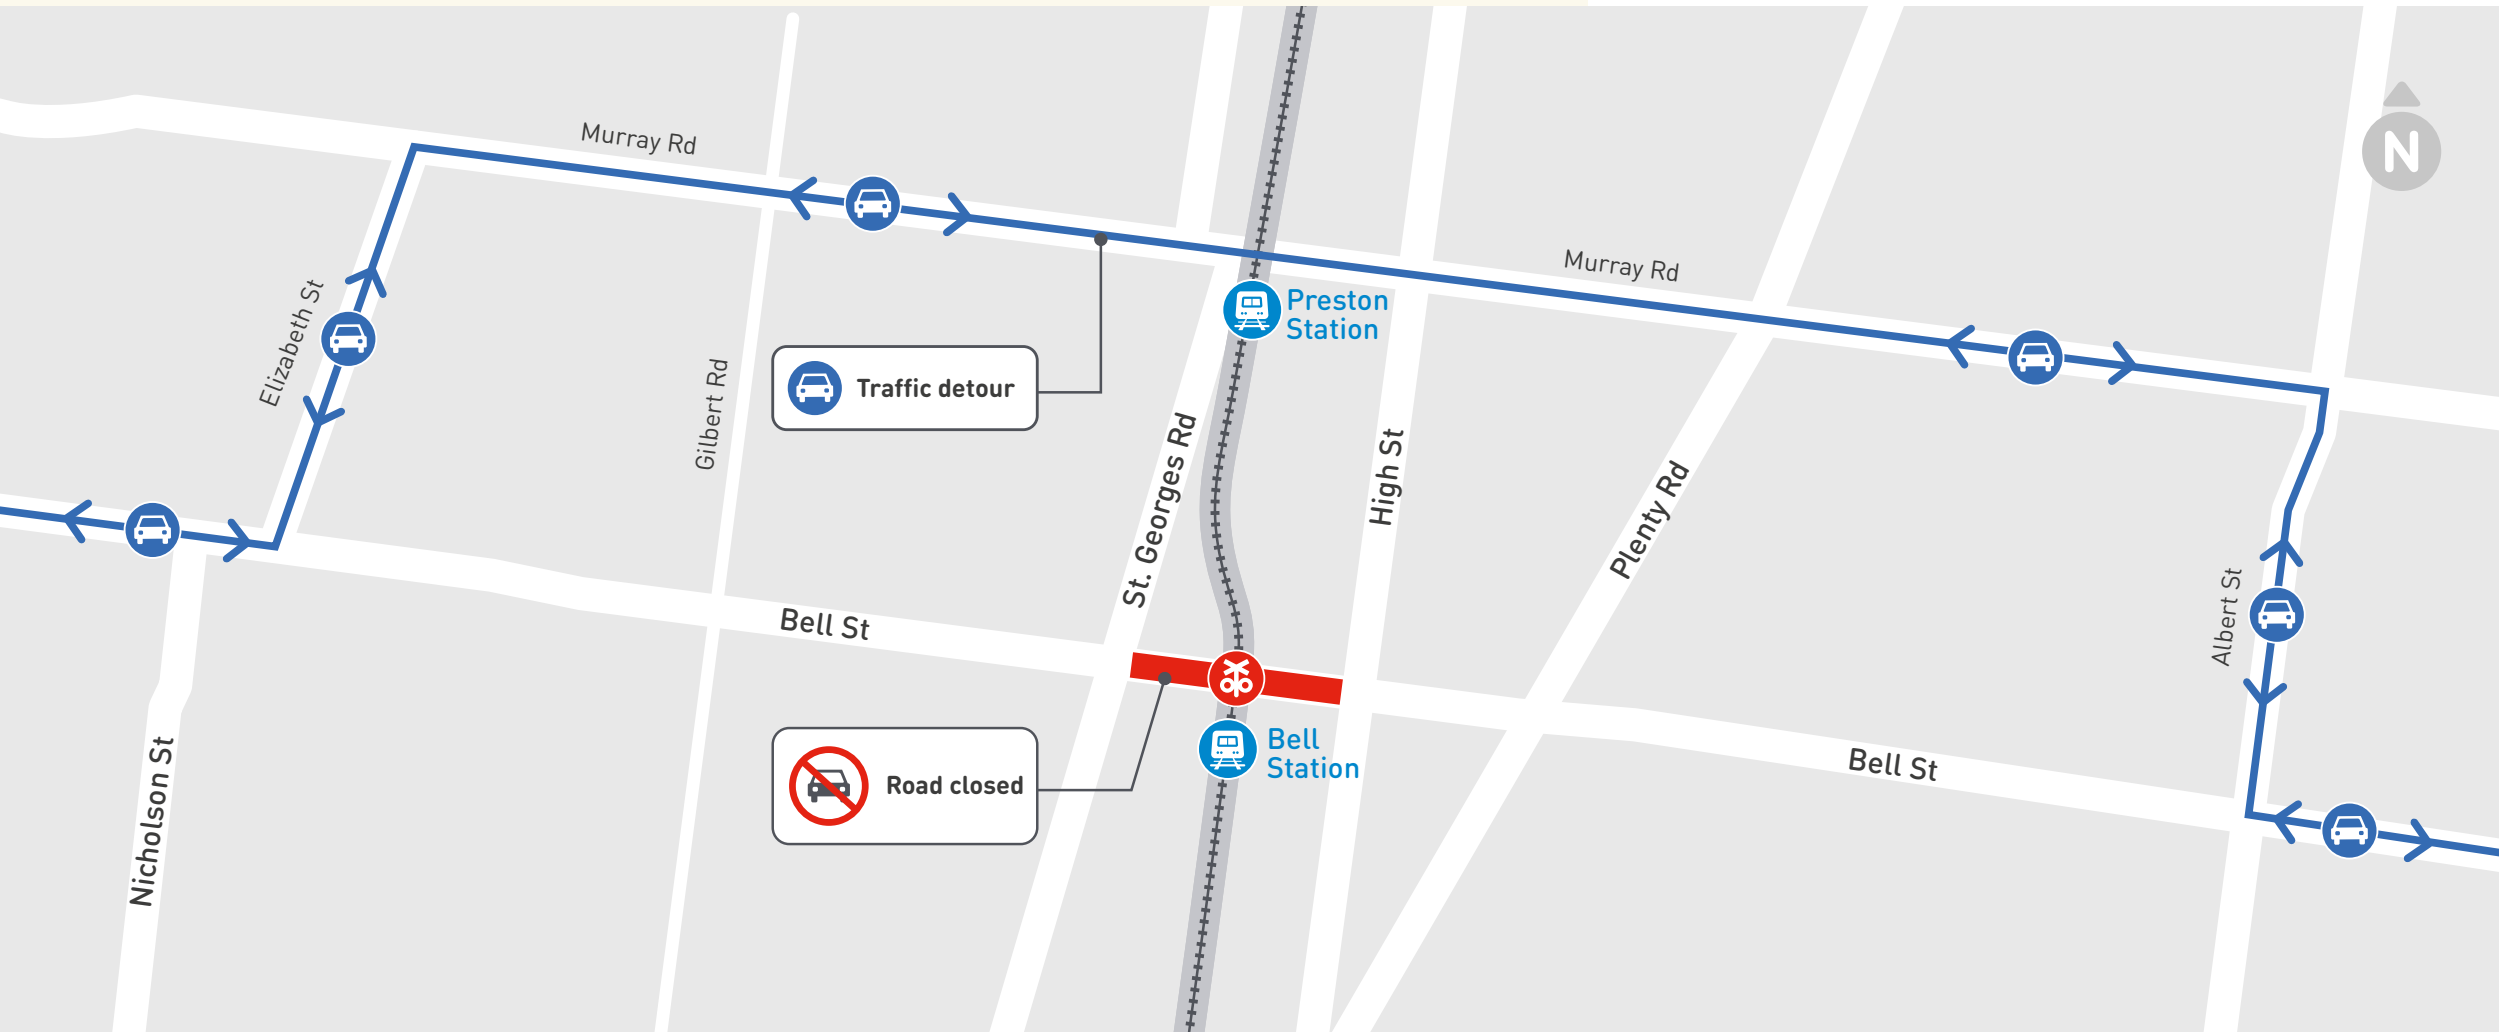 Murray Rd
N
Murray Rd
Elizabeth St
Preston
Station
Gilbert Rd
Traffic detour
St. Georges Rd
High St
Plenty Rd
Albert St
Bell St
Nicholson St
Bell
Station
Bell St
Road closed